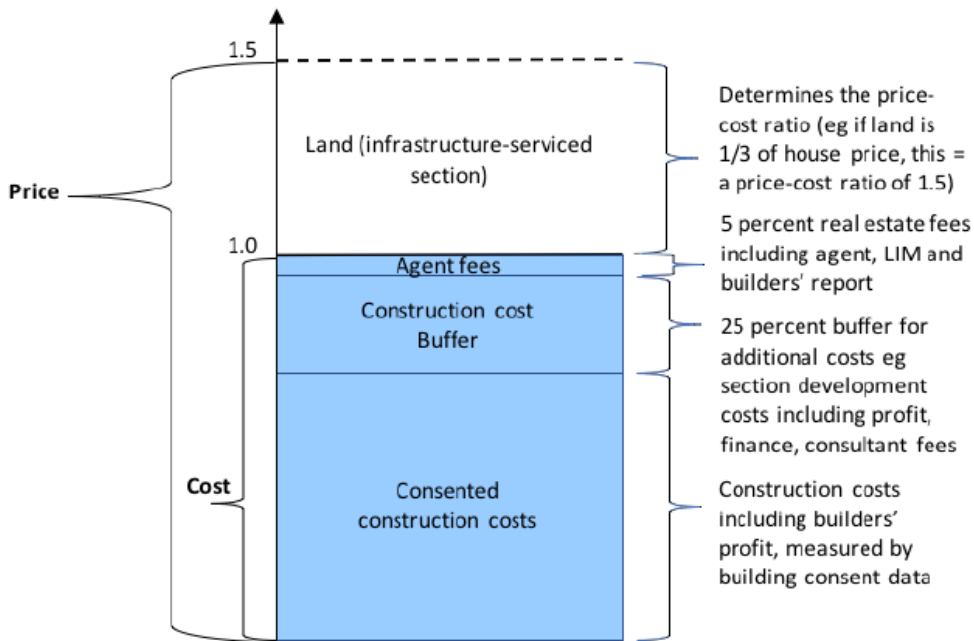 1.5
Land (infrastructure-serviced
section)
Price
1.0
Agent fees
Construction cost
Buffer
Cost
Consented
construction costs
Determines the price-
cost ratio (eg if land is
1/3 of house price, this =
a price-cost ratio of 1.5)
5 percent real estate fees
including agent, LIM and
builders' report
25 percent buffer for
additional costs eg
section development
costs including profit,
finance, consultant fees
Construction costs
including builders’
profit, measured by
building consent data